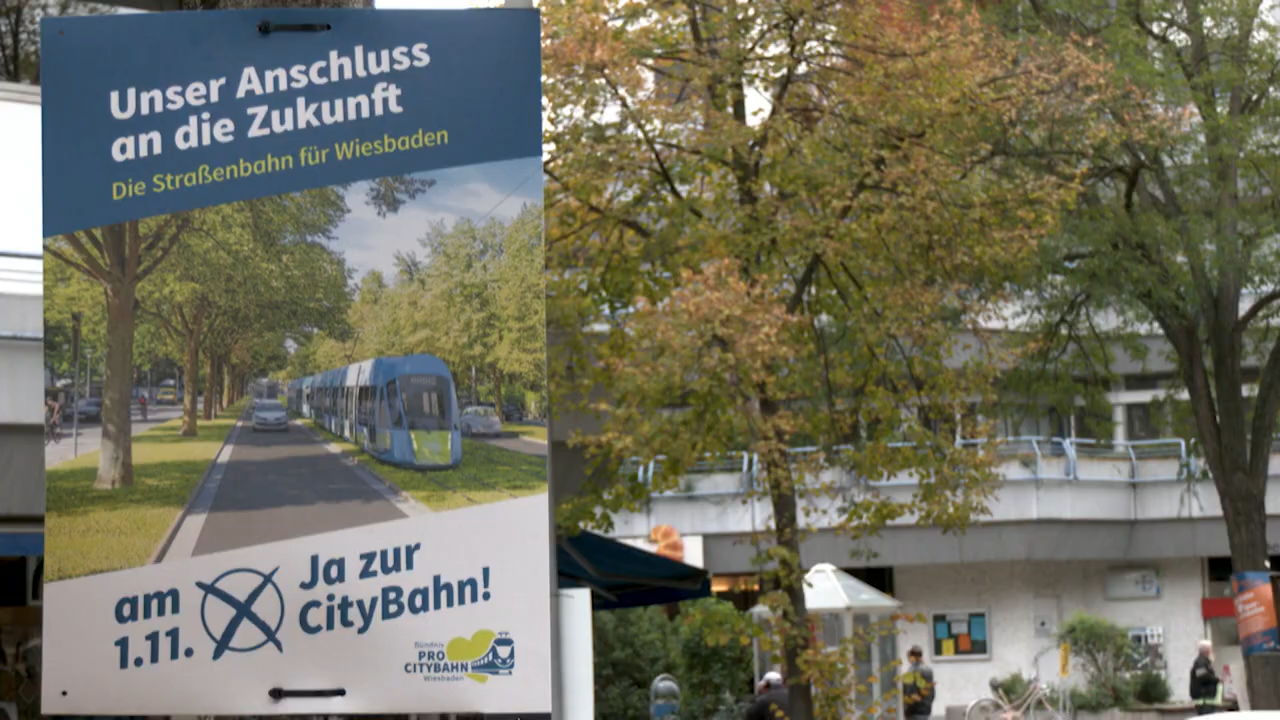 Unser Anschluss
an die Zukunft
Die Straßenbahn für Wiesbaden
am
1.11.
Ja zur
CityBahn!
Bündnis
PRO
CITYBAHN
Wiesbaden